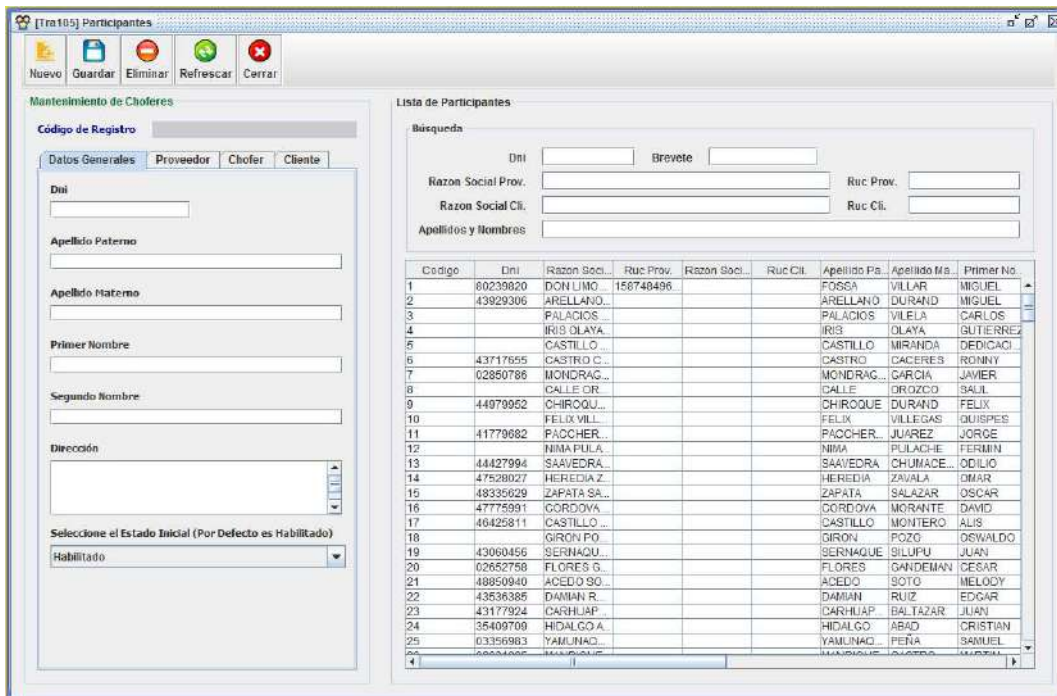 [Tra105] Participantes
Nuevo Guardar Eliminar Refrescar Cerrar
Mantenimiento de Choferes
Código de Registro
Datos Generales Proveedor Chofer Cliente
Dni
Apellido Paterno
Apellido Materno
Primer Nombre
Segundo Nombre
Dirección
Seleccione el Estado Inicial (Por Defecto es Habilitado)
Habilitado
Lista de Participantes
Búsqueda
Dni Brevete
Razon Social Prov. Ruc Prov.
Razon Social Cli. Ruc Cli.
Apellidos y Nombres
Codigo Dni Razon Soci... Ruc Prov. Razon Soci... Ruc Cli. Apellido Pa... Apellido Ma... Primer No...
1 80239820 DON LIMO... 158748496... FOSSA VILLAR MIGUEL
2 43929306 ARELLANO... ARELLANO DURAND MIGUEL
3 PALACIOS ... PALACIOS VILELA CARLOS
4 IRIS OLAYA... IRIS OLAYA GUTIERREZ
5 CASTILLO ... CASTILLO MIRANDA DEDICACI...
6 43717655 CASTRO C... CASTRO CACERES RONNY
7 02850786 MONDRAG... MONDRAG... GARCIA JAVIER
8 CALLE OR... CALLE OROZCO SAUL
9 44979952 CHIROQU... CHIROQUE DURAND FELIX
10 FELIX VILL... FELIX VILLEGAS QUISPES
11 41779682 PACCHER... PACCHER... JUAREZ JORGE
12 NIMA PULA... NIMA PULACHE FERMIN
13 44427994 SAAVEDRA... SAAVEDRA CHUMACE... ODILIO
14 47528027 HEREDIA Z... HEREDIA ZAVALA OMAR
15 48335629 ZAPATA SA... ZAPATA SALAZAR OSCAR
16 47775991 CORDOVA... CORDOVA MORANTE DAVID
17 46425811 CASTILLO ... CASTILLO MONTERO ALIS
18 GIRON PO... GIRON POZO OSWALDO
19 43060456 SERNAQU... SERNAQUE SILUPU JUAN
20 02652758 FLORES G... FLORES GANDEMAN CESAR
21 48850940 ACEDO SO... ACEDO SOTO MELODY
22 43536385 DAMIAN R... DAMIAN RUIZ EDGAR
23 43177924 CARHUAP... CARHUAP... BALTAZAR JUAN
24 35409709 HIDALGO A... HIDALGO ABAD CRISTIAN
25 03356983 YAMUNAQ... YAMUNAQ... PEÑA SAMUEL